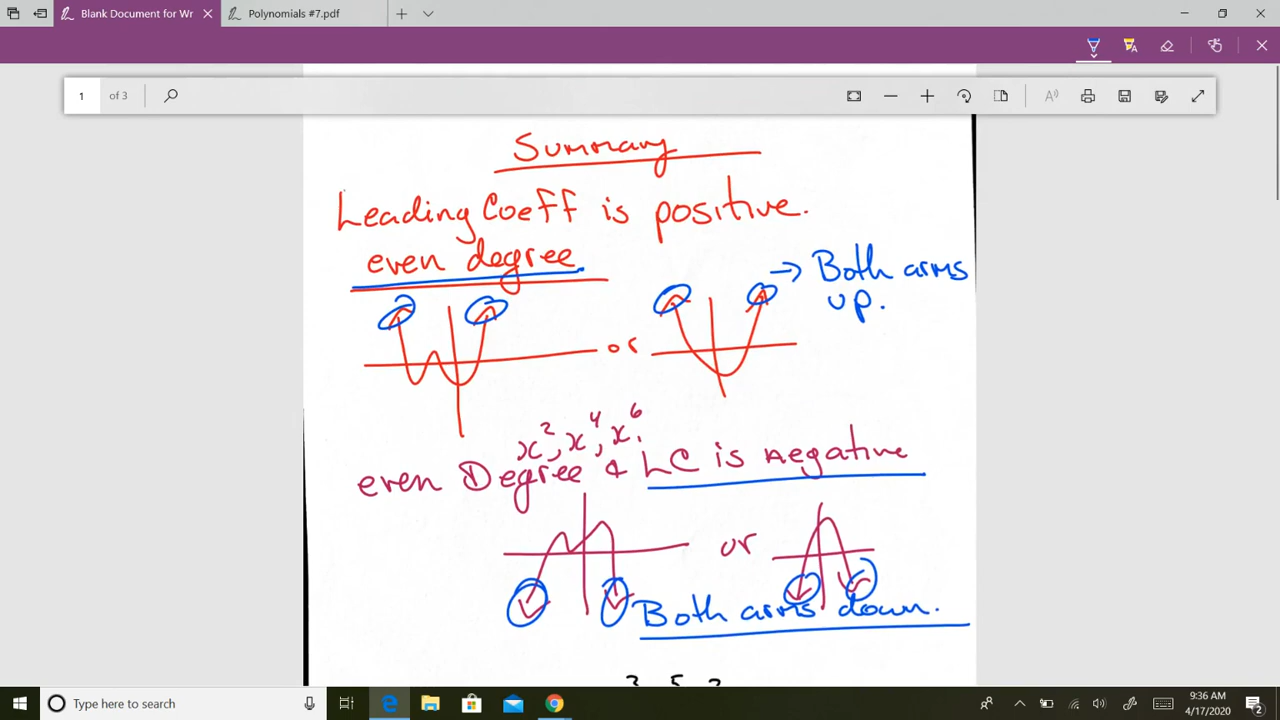 Blank Document for Wr
Polynomials #7.pdf
1 of 3
Summary
Leading Coeff is positive.
even degree
→ Both arms
up.
or
x², x⁴, x⁶.
even Degree & LC is negative
or
Both arms down.
Type here to search
9:36 AM
4/17/2020
2